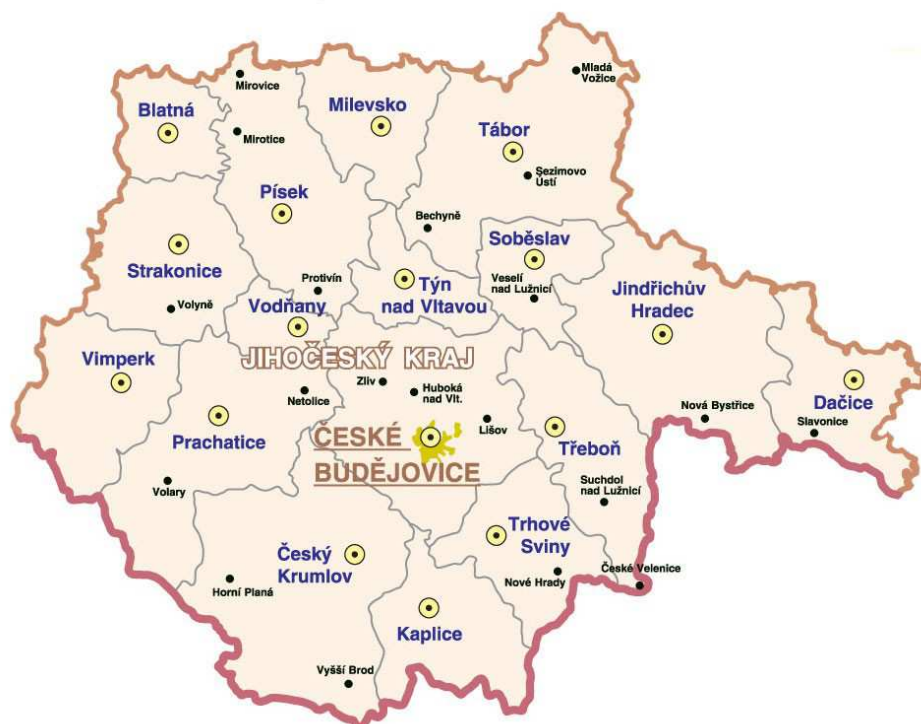 Mladá
Vožice
Mirovice
Blatná
Milevsko
Mirotice
Tábor
Sezimovo
Ústí
Písek
Bechyně
Soběslav
Strakonice
Protivín
Týn
nad Vltavou
Veselí
nad Lužnicí
Jindřichův
Hradec
Volyně
Vodňany
Vimperk
JIHOČESKÝ KRAJ
Zliv
Huboká
nad Vlt.
Netolice
Dačice
Prachatice
Lišov
Nová Bystřice
Slavonice
ČESKÉ
BUDĚJOVICE
Třeboň
Volary
Suchdol
nad Lužnicí
Trhové
Sviny
Český
Krumlov
Horní Planá
Nové Hrady
České Velenice
Kaplice
Vyšší Brod